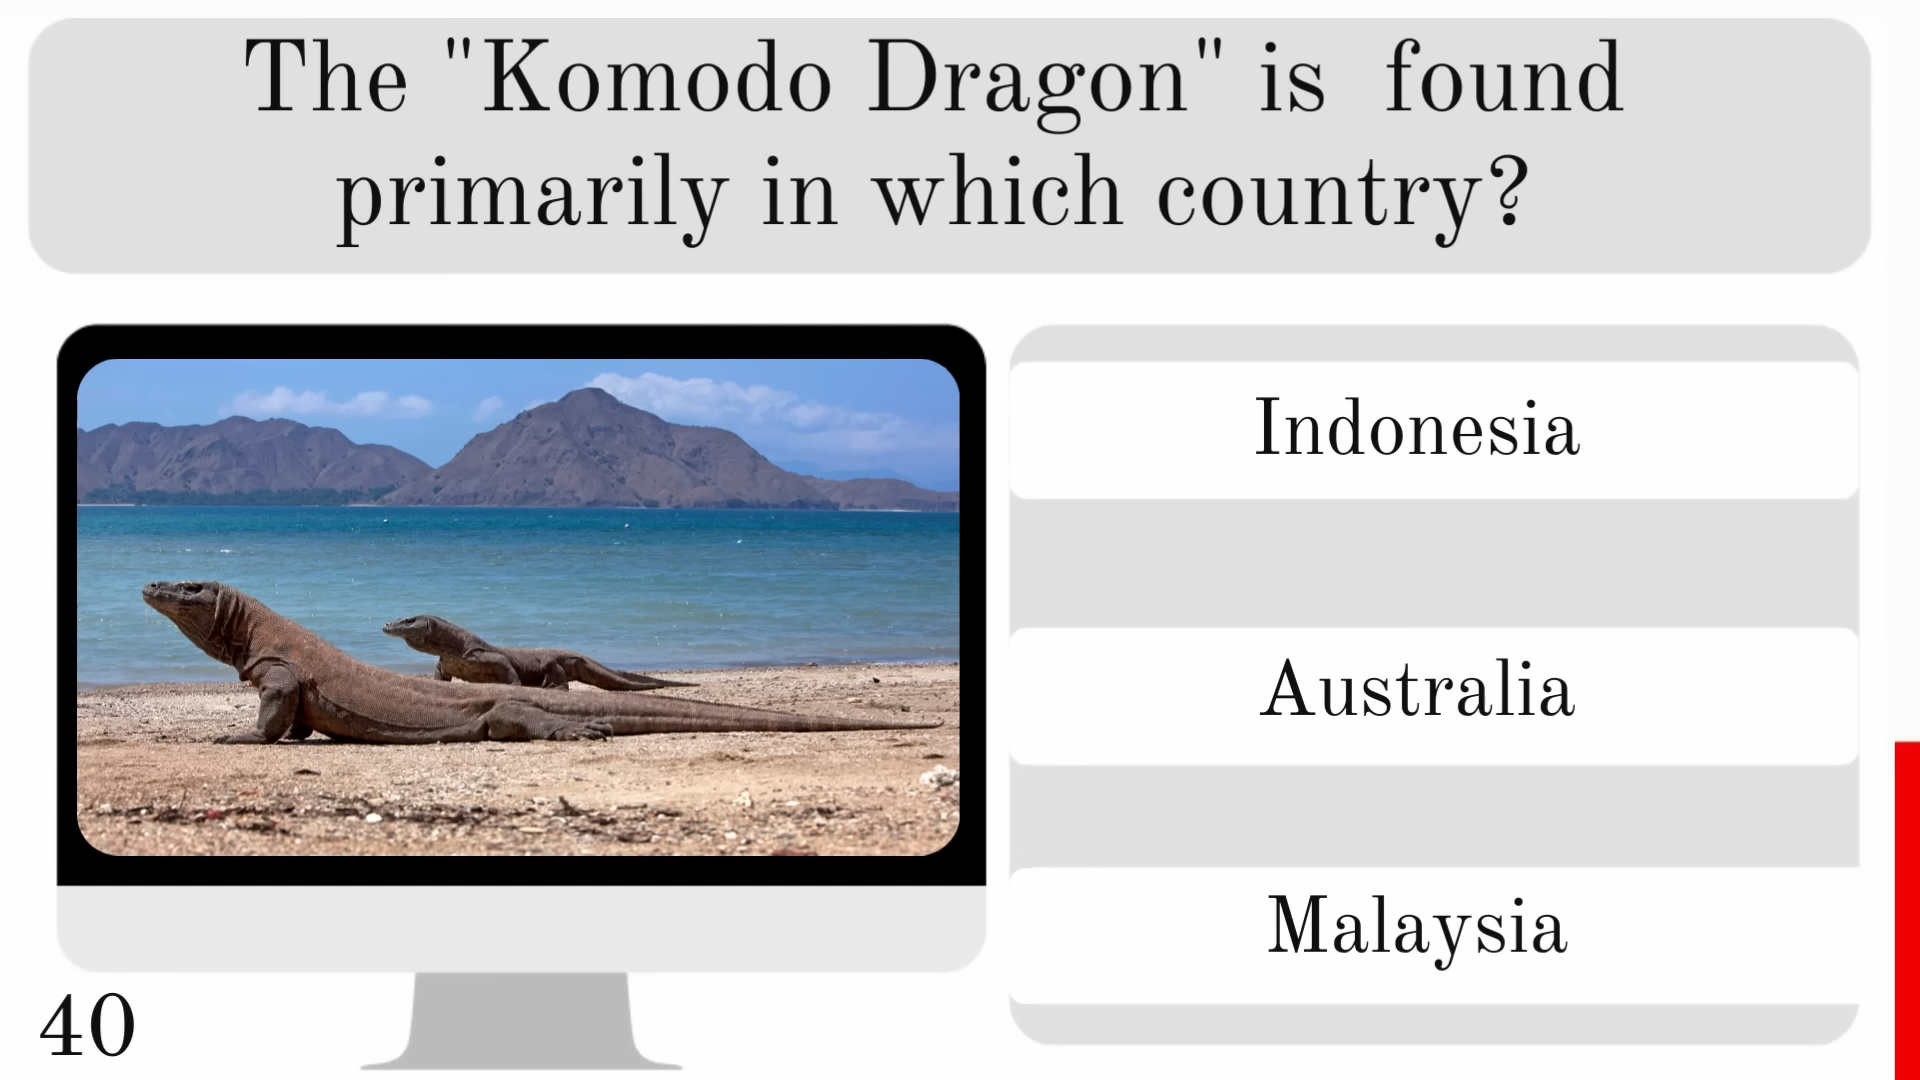 The "Komodo Dragon" is found
primarily in which country?
Indonesia
Australia
Malaysia
40